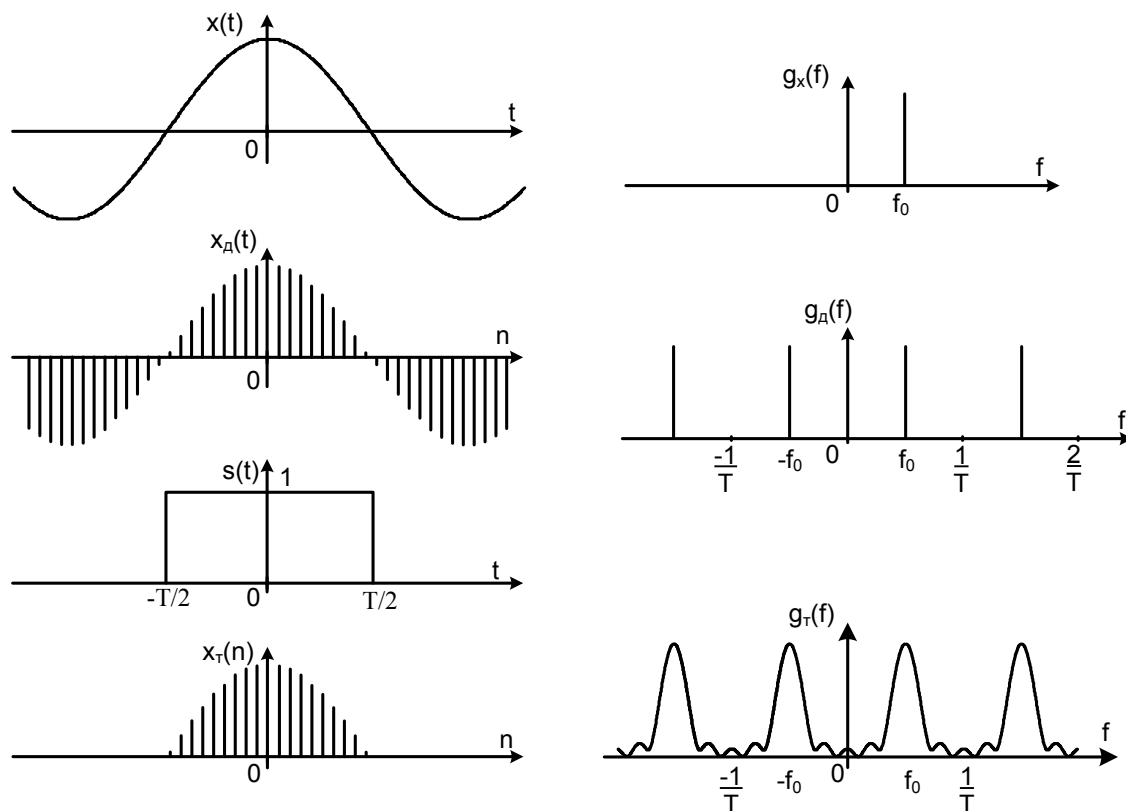 x(t)
t
0
gₓ(f)
f
0
f₀
x_д(t)
n
0
g_д(f)
f
-1/T
-f₀
0
f₀
1/T
2/T
s(t)
1
t
-T/2
0
T/2
x_т(n)
n
0
g_т(f)
f
-1/T
-f₀
0
f₀
1/T